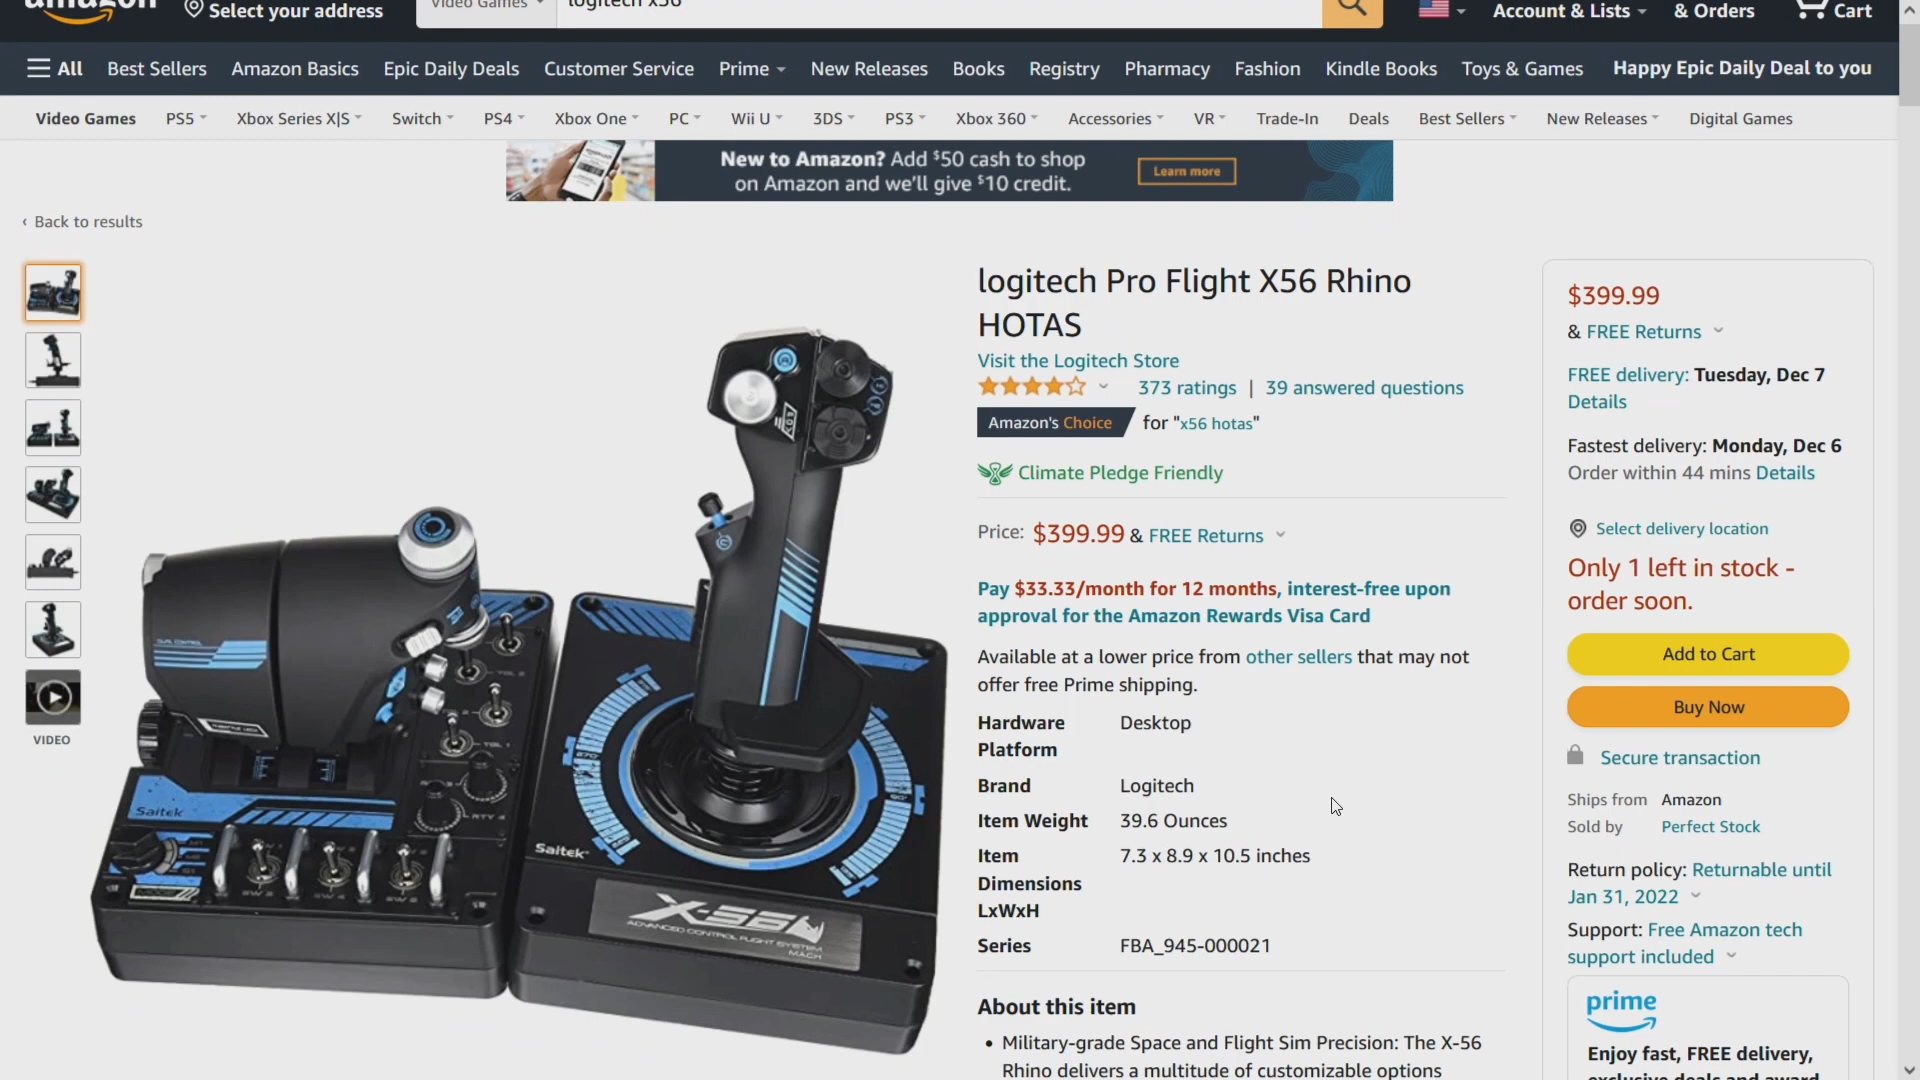 amazon
Select your address
Video Games
logitech x56
Account & Lists
& Orders
Cart
All
Best Sellers
Amazon Basics
Epic Daily Deals
Customer Service
Prime
New Releases
Books
Registry
Pharmacy
Fashion
Kindle Books
Toys & Games
Happy Epic Daily Deal to you
Video Games
PS5
Xbox Series X|S
Switch
PS4
Xbox One
PC
Wii U
3DS
PS3
Xbox 360
Accessories
VR
Trade-In
Deals
Best Sellers
New Releases
Digital Games
New to Amazon? Add $50 cash to shop
on Amazon and we'll give $10 credit.
Learn more
‹ Back to results
VIDEO
Saitek
Saitek
X-56
ADVANCED CONTROL FLIGHT SYSTEM
MACH
logitech Pro Flight X56 Rhino
HOTAS
Visit the Logitech Store
373 ratings | 39 answered questions
Amazon's Choice for "x56 hotas"
Climate Pledge Friendly
Price: $399.99 & FREE Returns
Pay $33.33/month for 12 months, interest-free upon
approval for the Amazon Rewards Visa Card
Available at a lower price from other sellers that may not
offer free Prime shipping.
Hardware Platform Desktop
Brand Logitech
Item Weight 39.6 Ounces
Item Dimensions LxWxH 7.3 x 8.9 x 10.5 inches
Series FBA_945-000021
About this item
• Military-grade Space and Flight Sim Precision: The X-56
Rhino delivers a multitude of customizable options
$399.99
& FREE Returns
FREE delivery: Tuesday, Dec 7
Details
Fastest delivery: Monday, Dec 6
Order within 44 mins Details
Select delivery location
Only 1 left in stock -
order soon.
Add to Cart
Buy Now
Secure transaction
Ships from Amazon
Sold by Perfect Stock
Return policy: Returnable until
Jan 31, 2022
Support: Free Amazon tech
support included
prime
Enjoy fast, FREE delivery,
exclusive deals and award